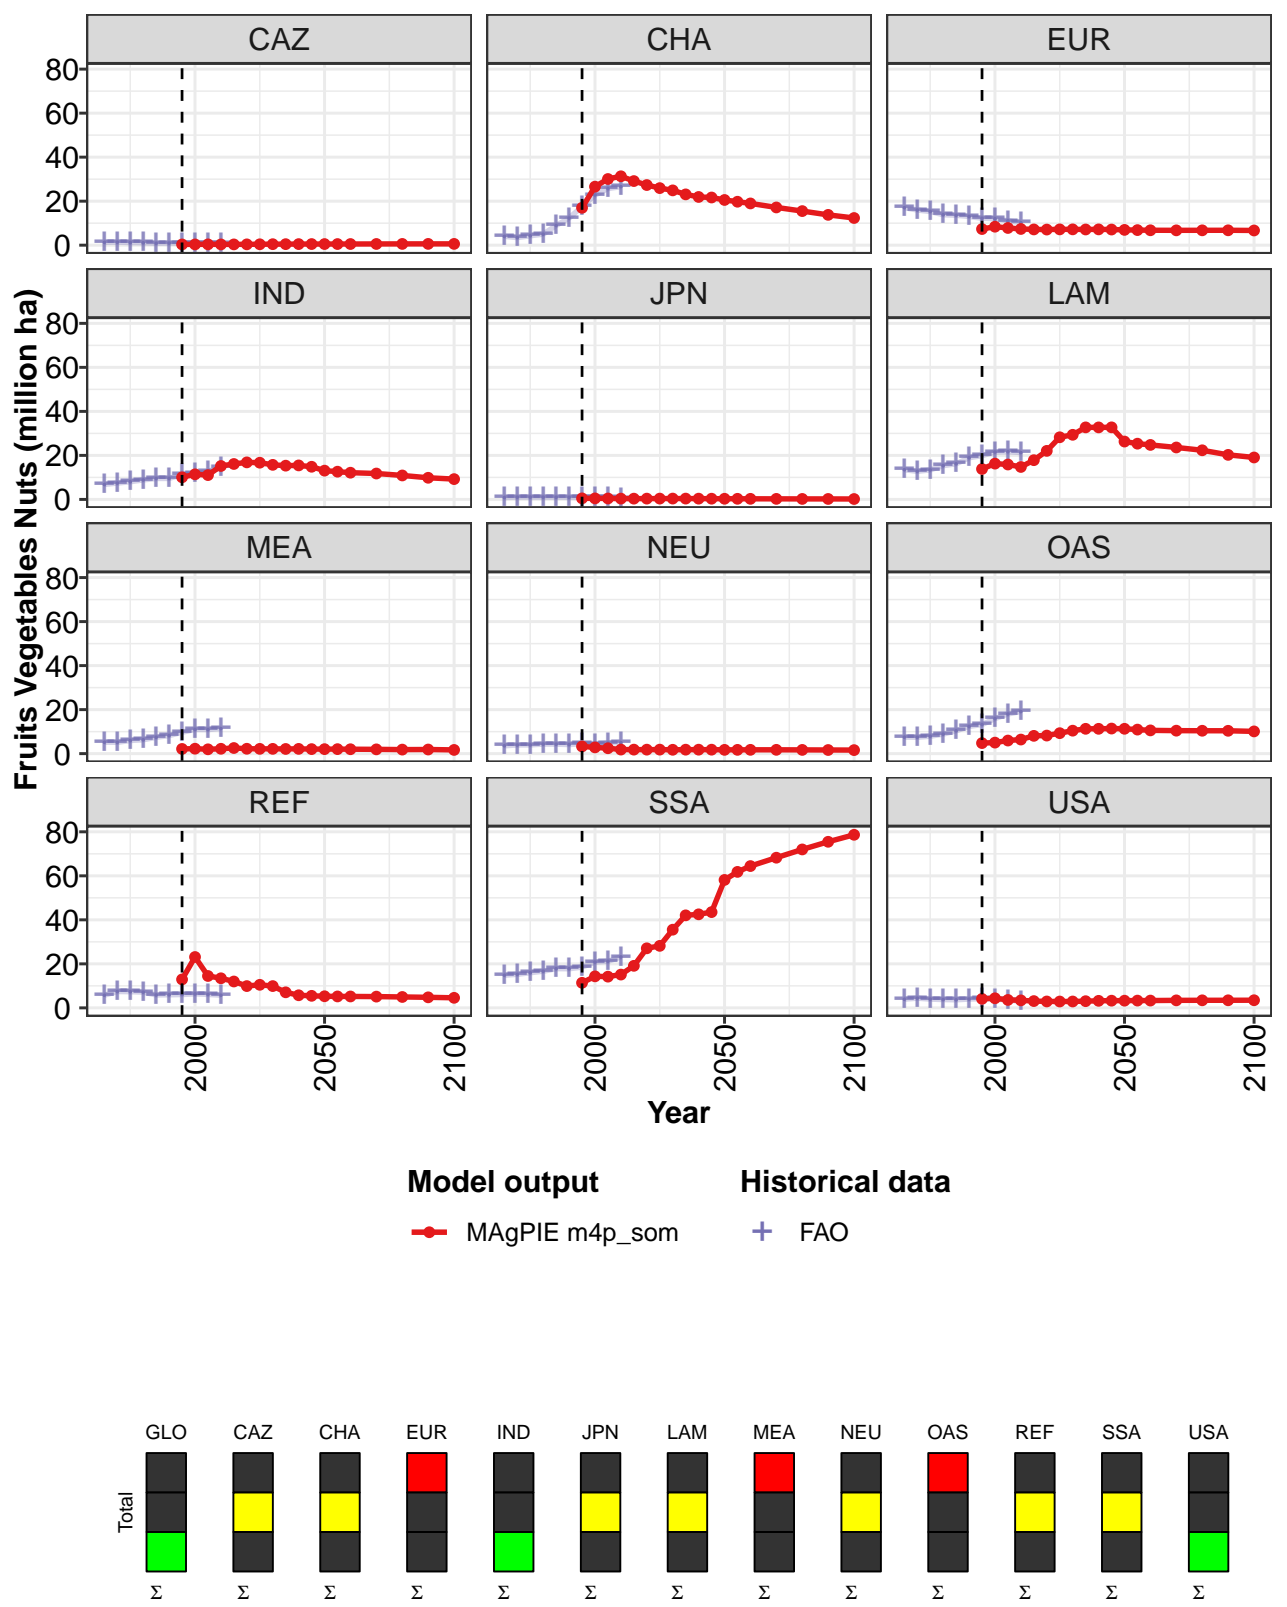 CAZ CHA EUR
80
60
40
20
0
IND JPN LAM
80
60
40
20
0
MEA NEU OAS
80
60
40
20
0
REF SSA USA
80
60
40
20
0
Fruits Vegetables Nuts (million ha)
2000 2050 2100 2000 2050 2100 2000 2050 2100
Year
Model output Historical data
MAgPIE m4p_som FAO
GLO CAZ CHA EUR IND JPN LAM MEA NEU OAS REF SSA USA
Total
Σ Σ Σ Σ Σ Σ Σ Σ Σ Σ Σ Σ Σ